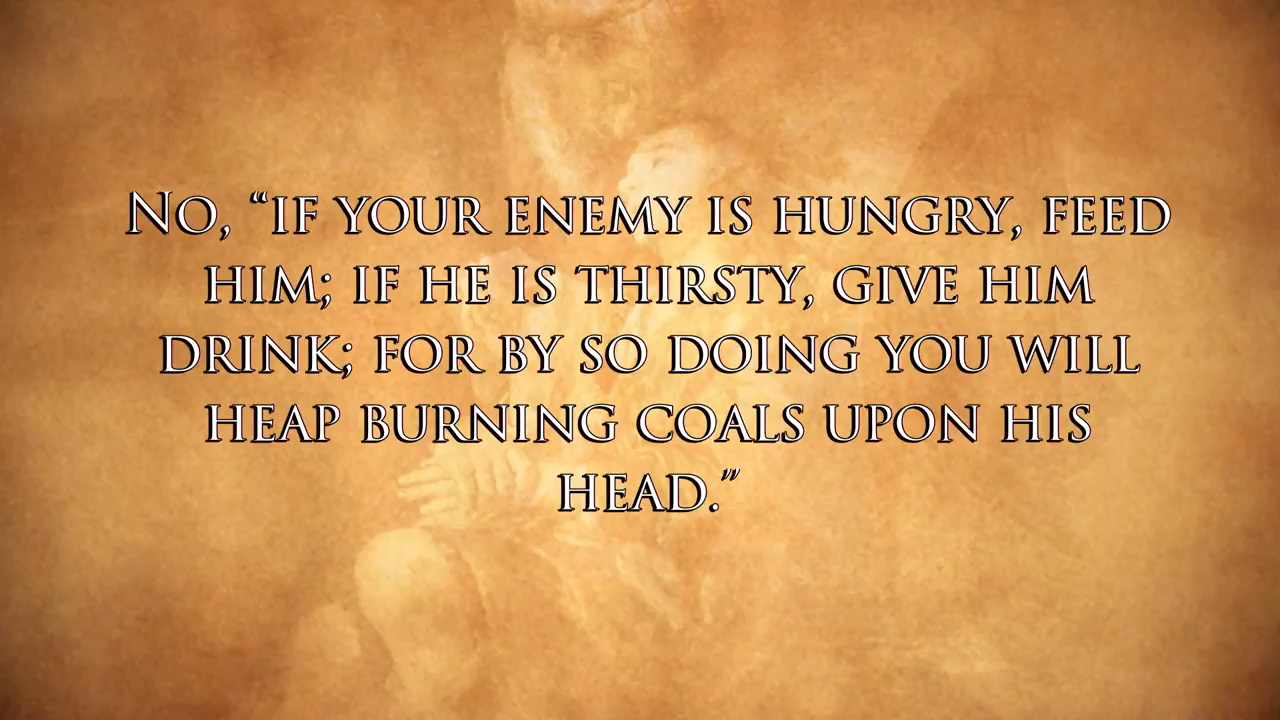 No, “if your enemy is hungry, feed
him; if he is thirsty, give him
drink; for by so doing you will
heap burning coals upon his
head.”